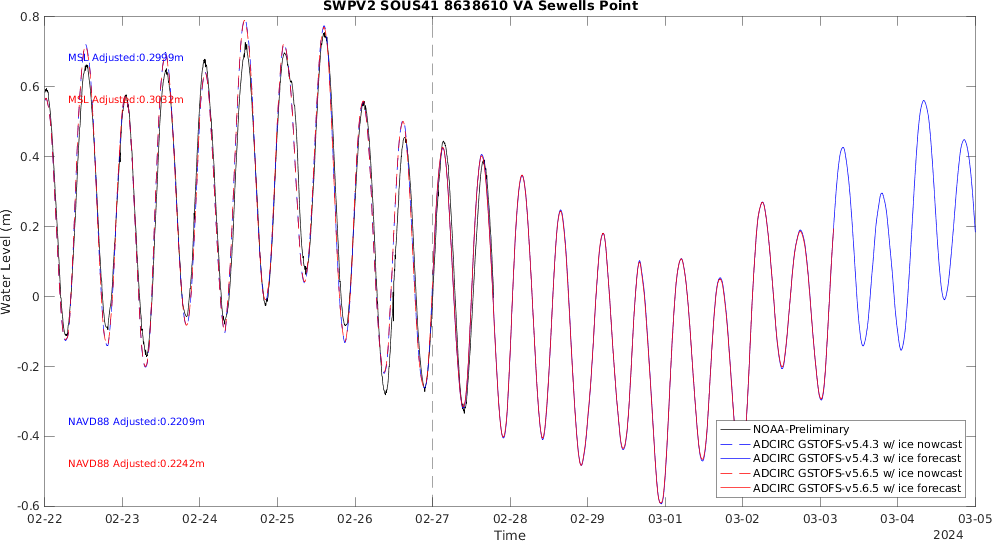 SWPV2 SOUS41 8638610 VA Sewells Point
0.8
0.6
0.4
0.2
0
-0.2
-0.4
-0.6
Water Level (m)
MSL Adjusted:0.2999m
MSL Adjusted:0.3032m
NAVD88 Adjusted:0.2209m
NAVD88 Adjusted:0.2242m
NOAA-Preliminary
ADCIRC GSTOFS-v5.4.3 w/ ice nowcast
ADCIRC GSTOFS-v5.4.3 w/ ice forecast
ADCIRC GSTOFS-v5.6.5 w/ ice nowcast
ADCIRC GSTOFS-v5.6.5 w/ ice forecast
02-22 02-23 02-24 02-25 02-26 02-27 02-28 02-29 03-01 03-02 03-03 03-04 03-05
Time
2024